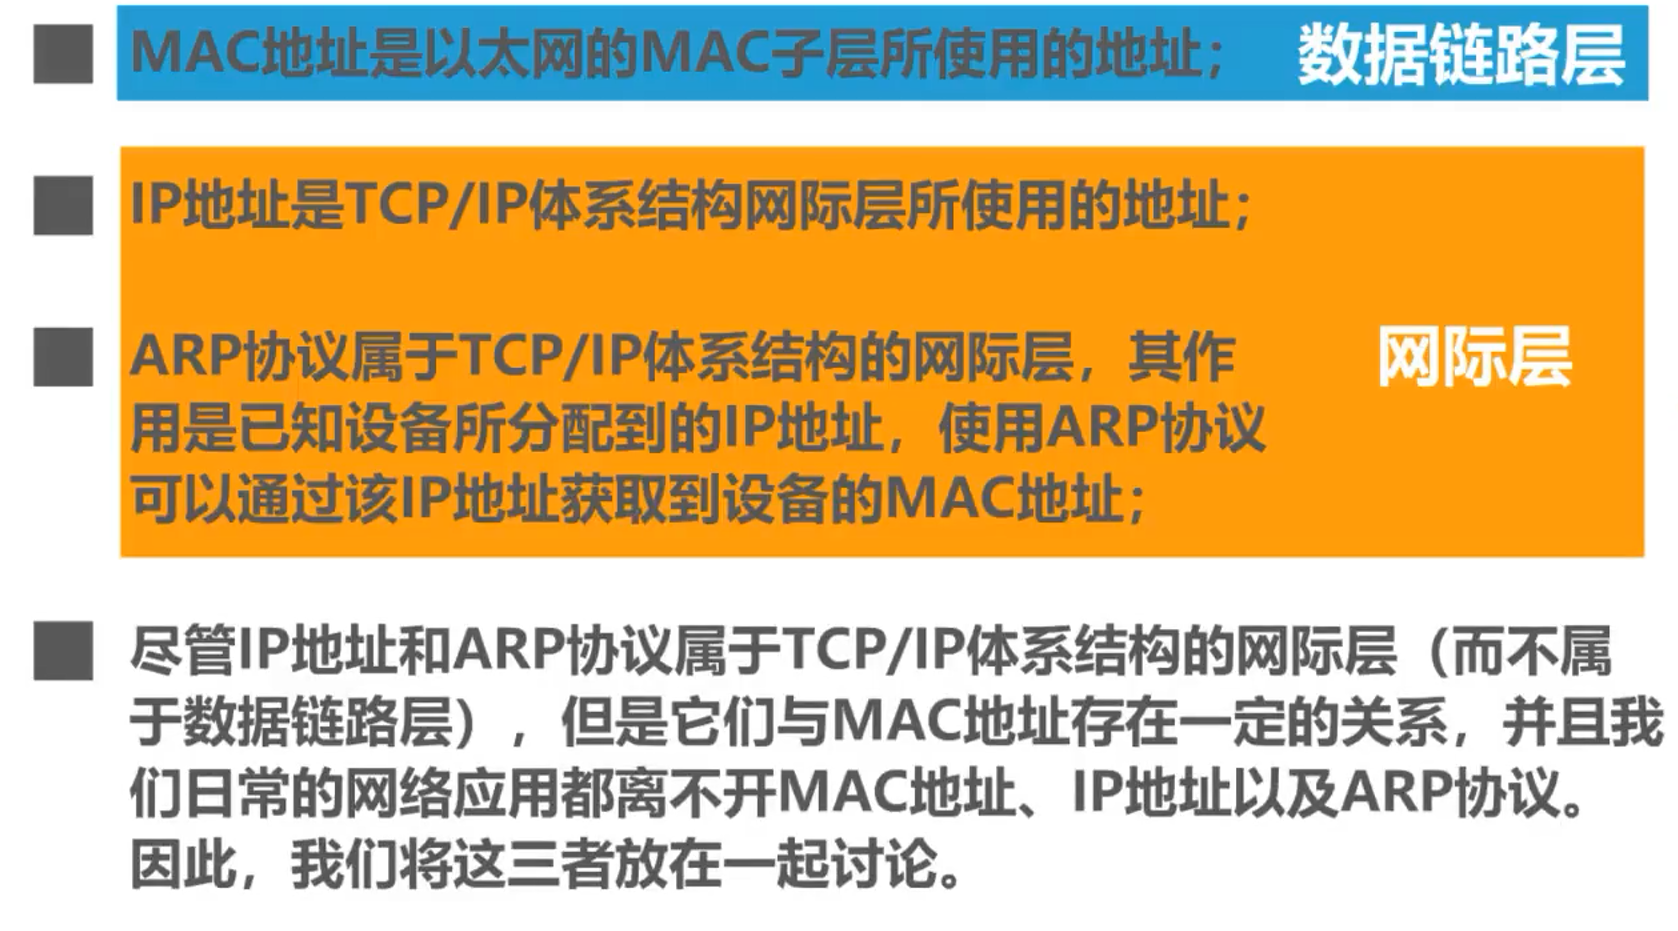 MAC地址是以太网的MAC子层所使用的地址； 数据链路层
IP地址是TCP/IP体系结构网际层所使用的地址；
ARP协议属于TCP/IP体系结构的网际层，其作 网际层
用是已知设备所分配到的IP地址，使用ARP协议
可以通过该IP地址获取到设备的MAC地址；
尽管IP地址和ARP协议属于TCP/IP体系结构的网际层（而不属
于数据链路层），但是它们与MAC地址存在一定的关系，并且我
们日常的网络应用都离不开MAC地址、IP地址以及ARP协议。
因此，我们将这三者放在一起讨论。